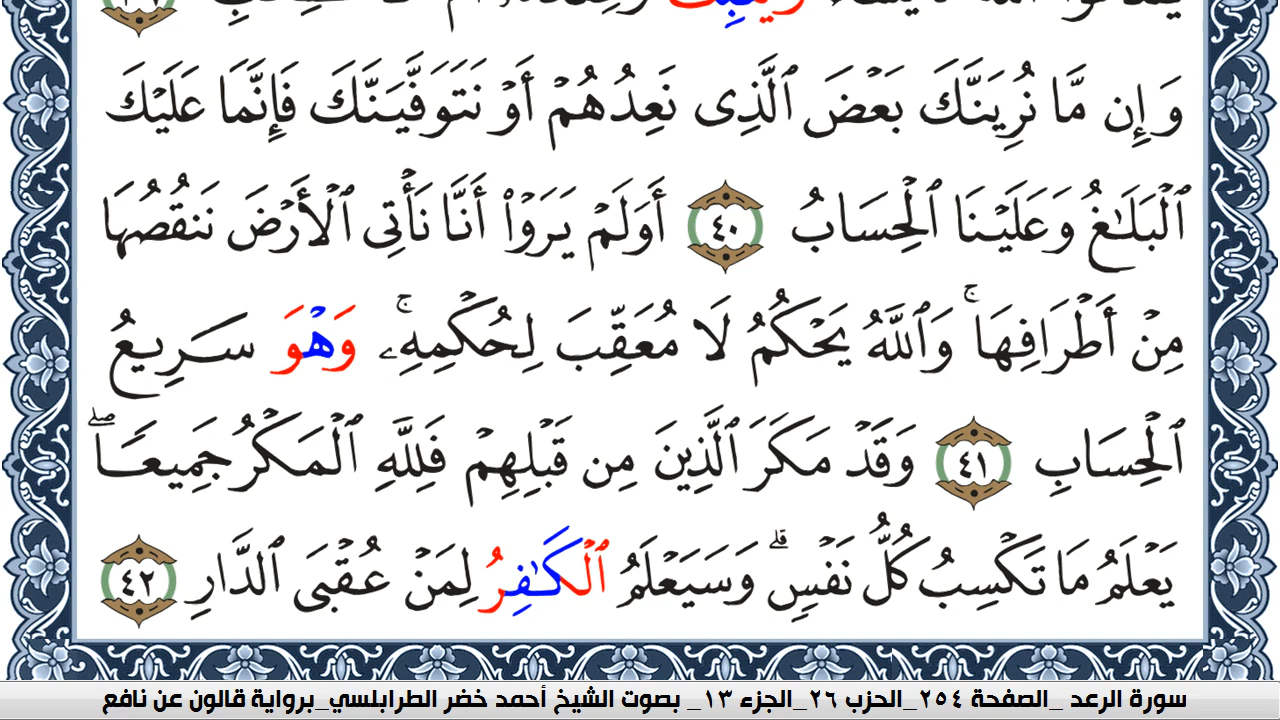 وَإِن مَّا نُرِيَنَّكَ بَعْضَ ٱلَّذِى نَعِدُهُمْ أَوْ نَتَوَفَّيَنَّكَ فَإِنَّمَا عَلَيْكَ
ٱلْبَلَـٰغُ وَعَلَيْنَا ٱلْحِسَابُ ٤٠ أَوَلَمْ يَرَوْا۟ أَنَّا نَأْتِى ٱلْأَرْضَ نَنقُصُهَا
مِنْ أَطْرَافِهَا ۚ وَٱللَّهُ يَحْكُمُ لَا مُعَقِّبَ لِحُكْمِهِۦ ۚ وَهْوَ سَرِيعُ
ٱلْحِسَابِ ٤١ وَقَدْ مَكَرَ ٱلَّذِينَ مِن قَبْلِهِمْ فَلِلَّهِ ٱلْمَكْرُ جَمِيعًا ۖ
يَعْلَمُ مَا تَكْسِبُ كُلُّ نَفْسٍ ۗ وَسَيَعْلَمُ ٱلْكَـٰفِرُ لِمَنْ عُقْبَى ٱلدَّارِ ٤٢
سورة الرعد _الصفحة ٢٥٤_الحزب ٢٦_الجزء ١٣_ بصوت الشيخ أحمد خضر الطرابلسي_برواية قالون عن نافع